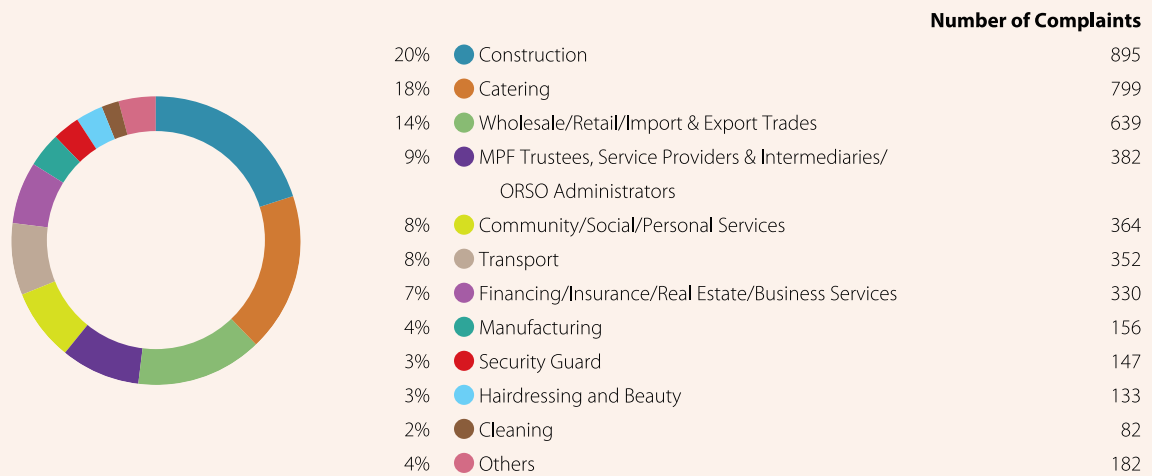 Number of Complaints
20% Construction 895
18% Catering 799
14% Wholesale/Retail/Import & Export Trades 639
9% MPF Trustees, Service Providers & Intermediaries/ 382
ORSO Administrators
8% Community/Social/Personal Services 364
8% Transport 352
7% Financing/Insurance/Real Estate/Business Services 330
4% Manufacturing 156
3% Security Guard 147
3% Hairdressing and Beauty 133
2% Cleaning 82
4% Others 182